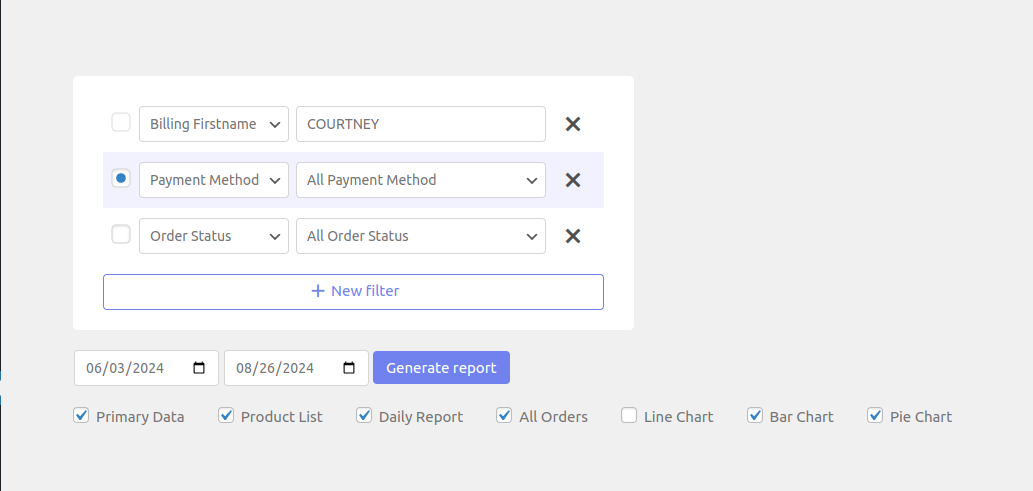 Billing Firstname COURTNEY
Payment Method All Payment Method
Order Status All Order Status
New filter
06/03/2024 08/26/2024 Generate report
Primary Data Product List Daily Report All Orders Line Chart Bar Chart Pie Chart